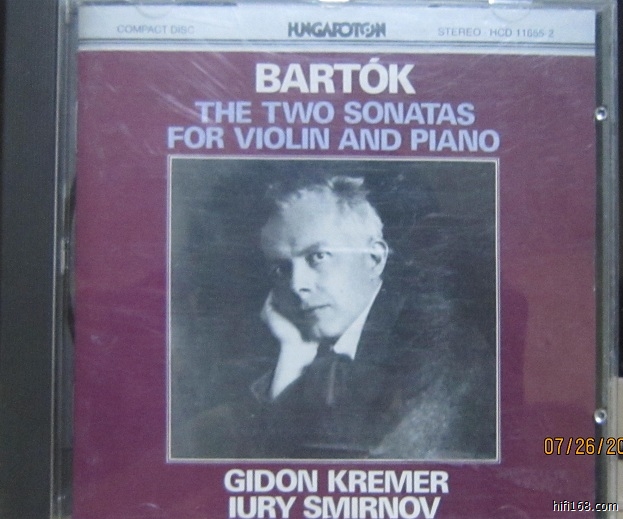 COMPACT DISC HUNGAROTON STEREO HCD 11655-2
BARTÓK
THE TWO SONATAS
FOR VIOLIN AND PIANO
GIDON KREMER
IURY SMIRNOV
07/26/20
hifi168.com